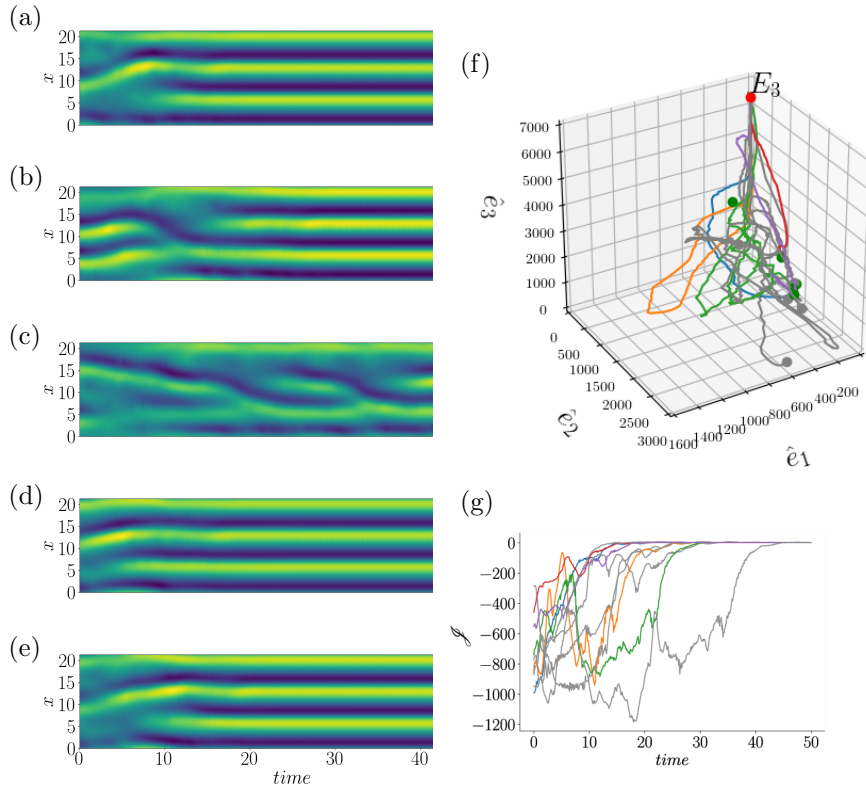 (a)
20
15
10
5
0
x
(b)
20
15
10
5
0
x
(c)
20
15
10
5
0
x
(d)
20
15
10
5
0
x
(e)
20
15
10
5
0
x
0 10 20 30 40
time
(f)
E3
7000
6000
5000
4000
3000
2000
1000
0
ê3
0
500
1000
1500
2000
2500
3000
ê2
1600 1400 1200 1000 800 600 400 200
ê1
(g)
0
−200
−400
−600
−800
−1000
−1200
𝒥
0 10 20 30 40 50
time